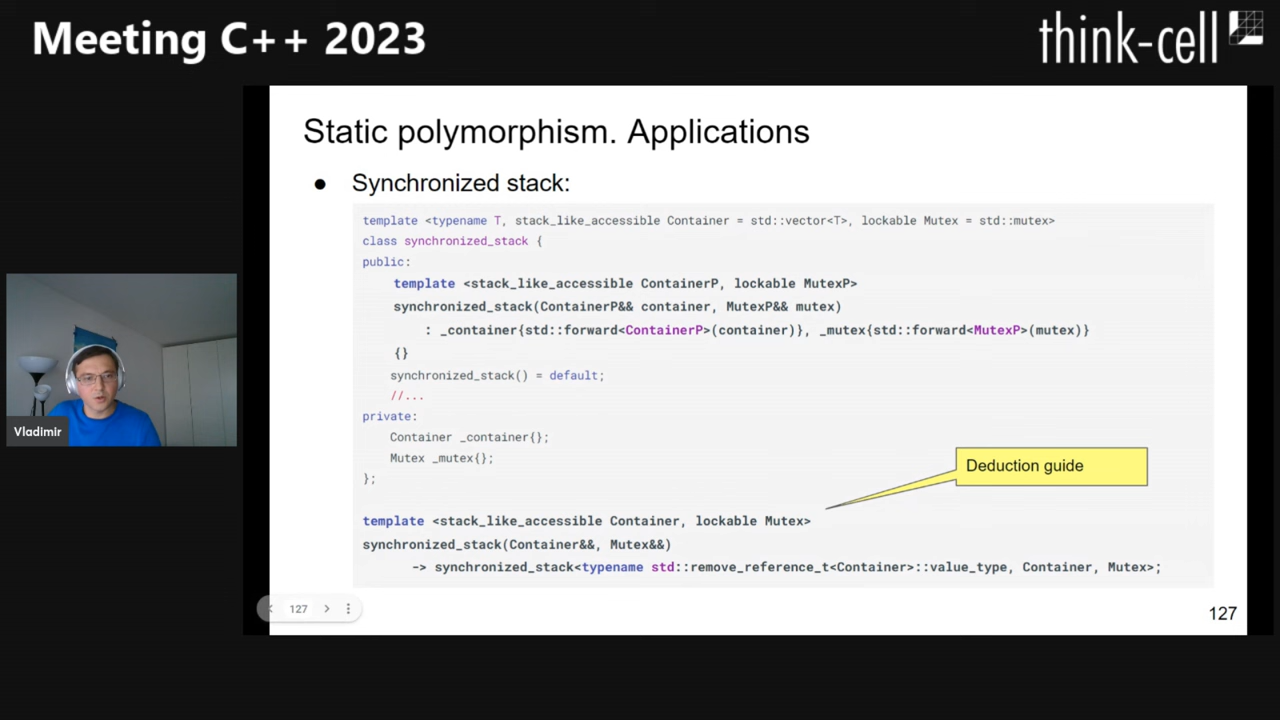 Meeting C++ 2023
think-cell
Static polymorphism. Applications
● Synchronized stack:
template <typename T, stack_like_accessible Container = std::vector<T>, lockable Mutex = std::mutex>
class synchronized_stack {
public:
template <stack_like_accessible ContainerP, lockable MutexP>
synchronized_stack(ContainerP&& container, MutexP&& mutex)
: _container{std::forward<ContainerP>(container)}, _mutex{std::forward<MutexP>(mutex)}
{}
synchronized_stack() = default;
//...
private:
Container _container{};
Mutex _mutex{};
};
Deduction guide
template <stack_like_accessible Container, lockable Mutex>
synchronized_stack(Container&&, Mutex&&)
-> synchronized_stack<typename std::remove_reference_t<Container>::value_type, Container, Mutex>;
Vladimir
127
127